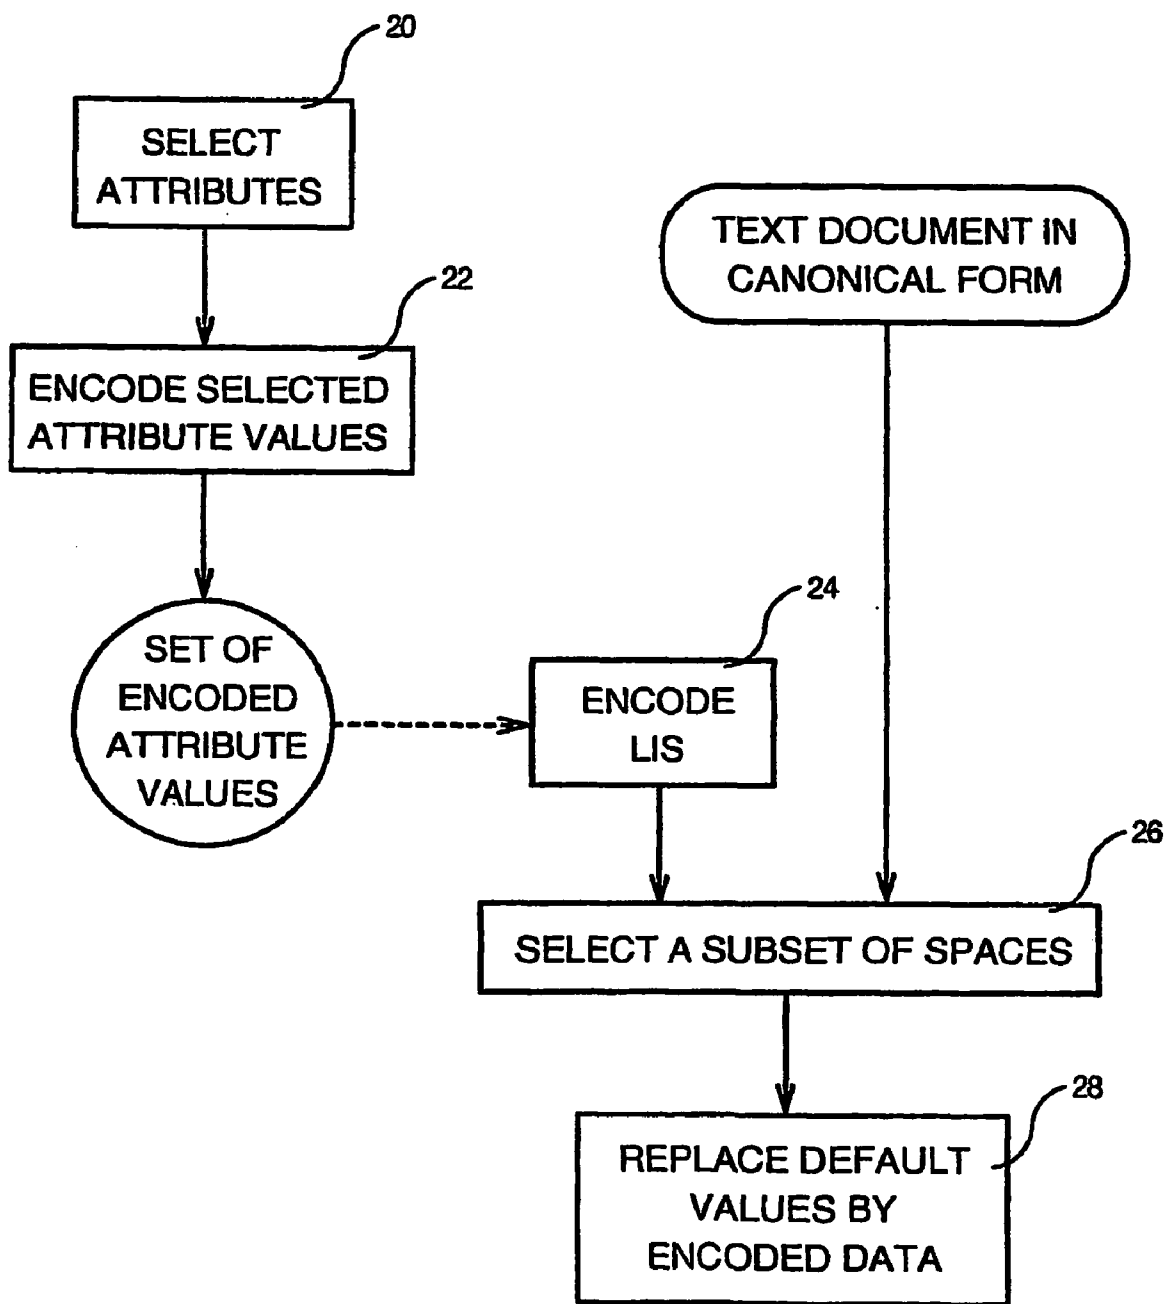 20
SELECT
ATTRIBUTES
TEXT DOCUMENT IN
CANONICAL FORM
22
ENCODE SELECTED
ATTRIBUTE VALUES
SET OF
ENCODED
ATTRIBUTE
VALUES
24
ENCODE
LIS
26
SELECT A SUBSET OF SPACES
28
REPLACE DEFAULT
VALUES BY
ENCODED DATA